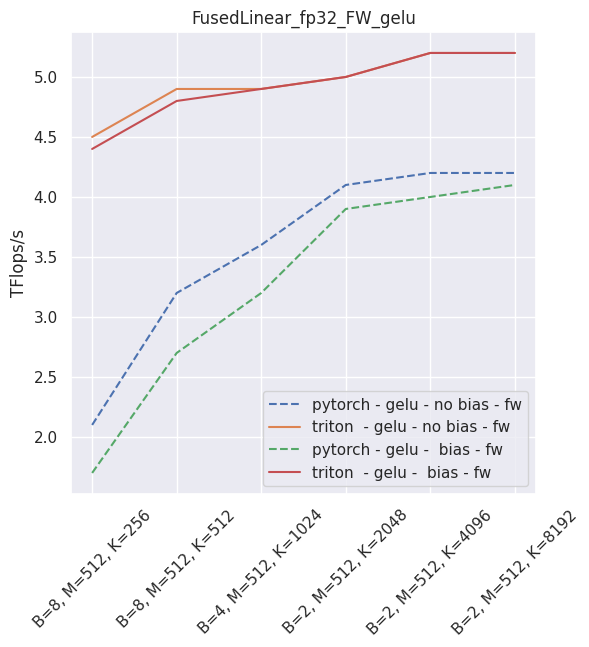 FusedLinear_fp32_FW_gelu
TFlops/s
5.0
4.5
4.0
3.5
3.0
2.5
2.0
pytorch - gelu - no bias - fw
triton  - gelu - no bias - fw
pytorch - gelu -  bias - fw
triton  - gelu -  bias - fw
B=8, M=512, K=256
B=8, M=512, K=512
B=4, M=512, K=1024
B=2, M=512, K=2048
B=2, M=512, K=4096
B=2, M=512, K=8192